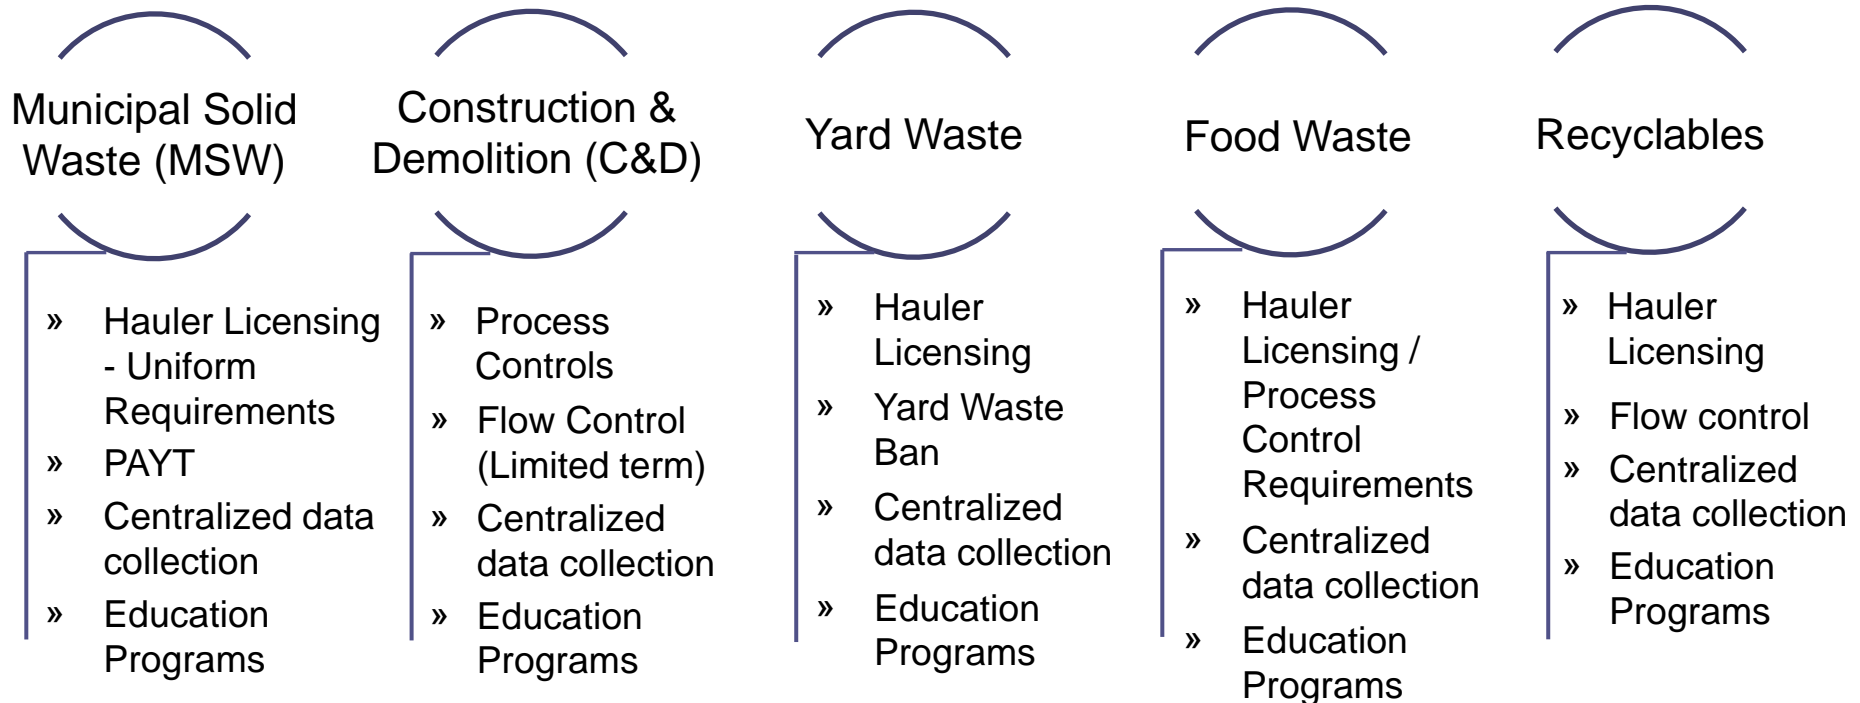 Municipal Solid
Waste (MSW)
» Hauler Licensing
- Uniform
Requirements
» PAYT
» Centralized data
collection
» Education
Programs
Construction &
Demolition (C&D)
» Process
Controls
» Flow Control
(Limited term)
» Centralized
data collection
» Education
Programs
Yard Waste
» Hauler
Licensing
» Yard Waste
Ban
» Centralized
data collection
» Education
Programs
Food Waste
» Hauler
Licensing /
Process
Control
Requirements
» Centralized
data collection
» Education
Programs
Recyclables
» Hauler
Licensing
» Flow control
» Centralized
data collection
» Education
Programs